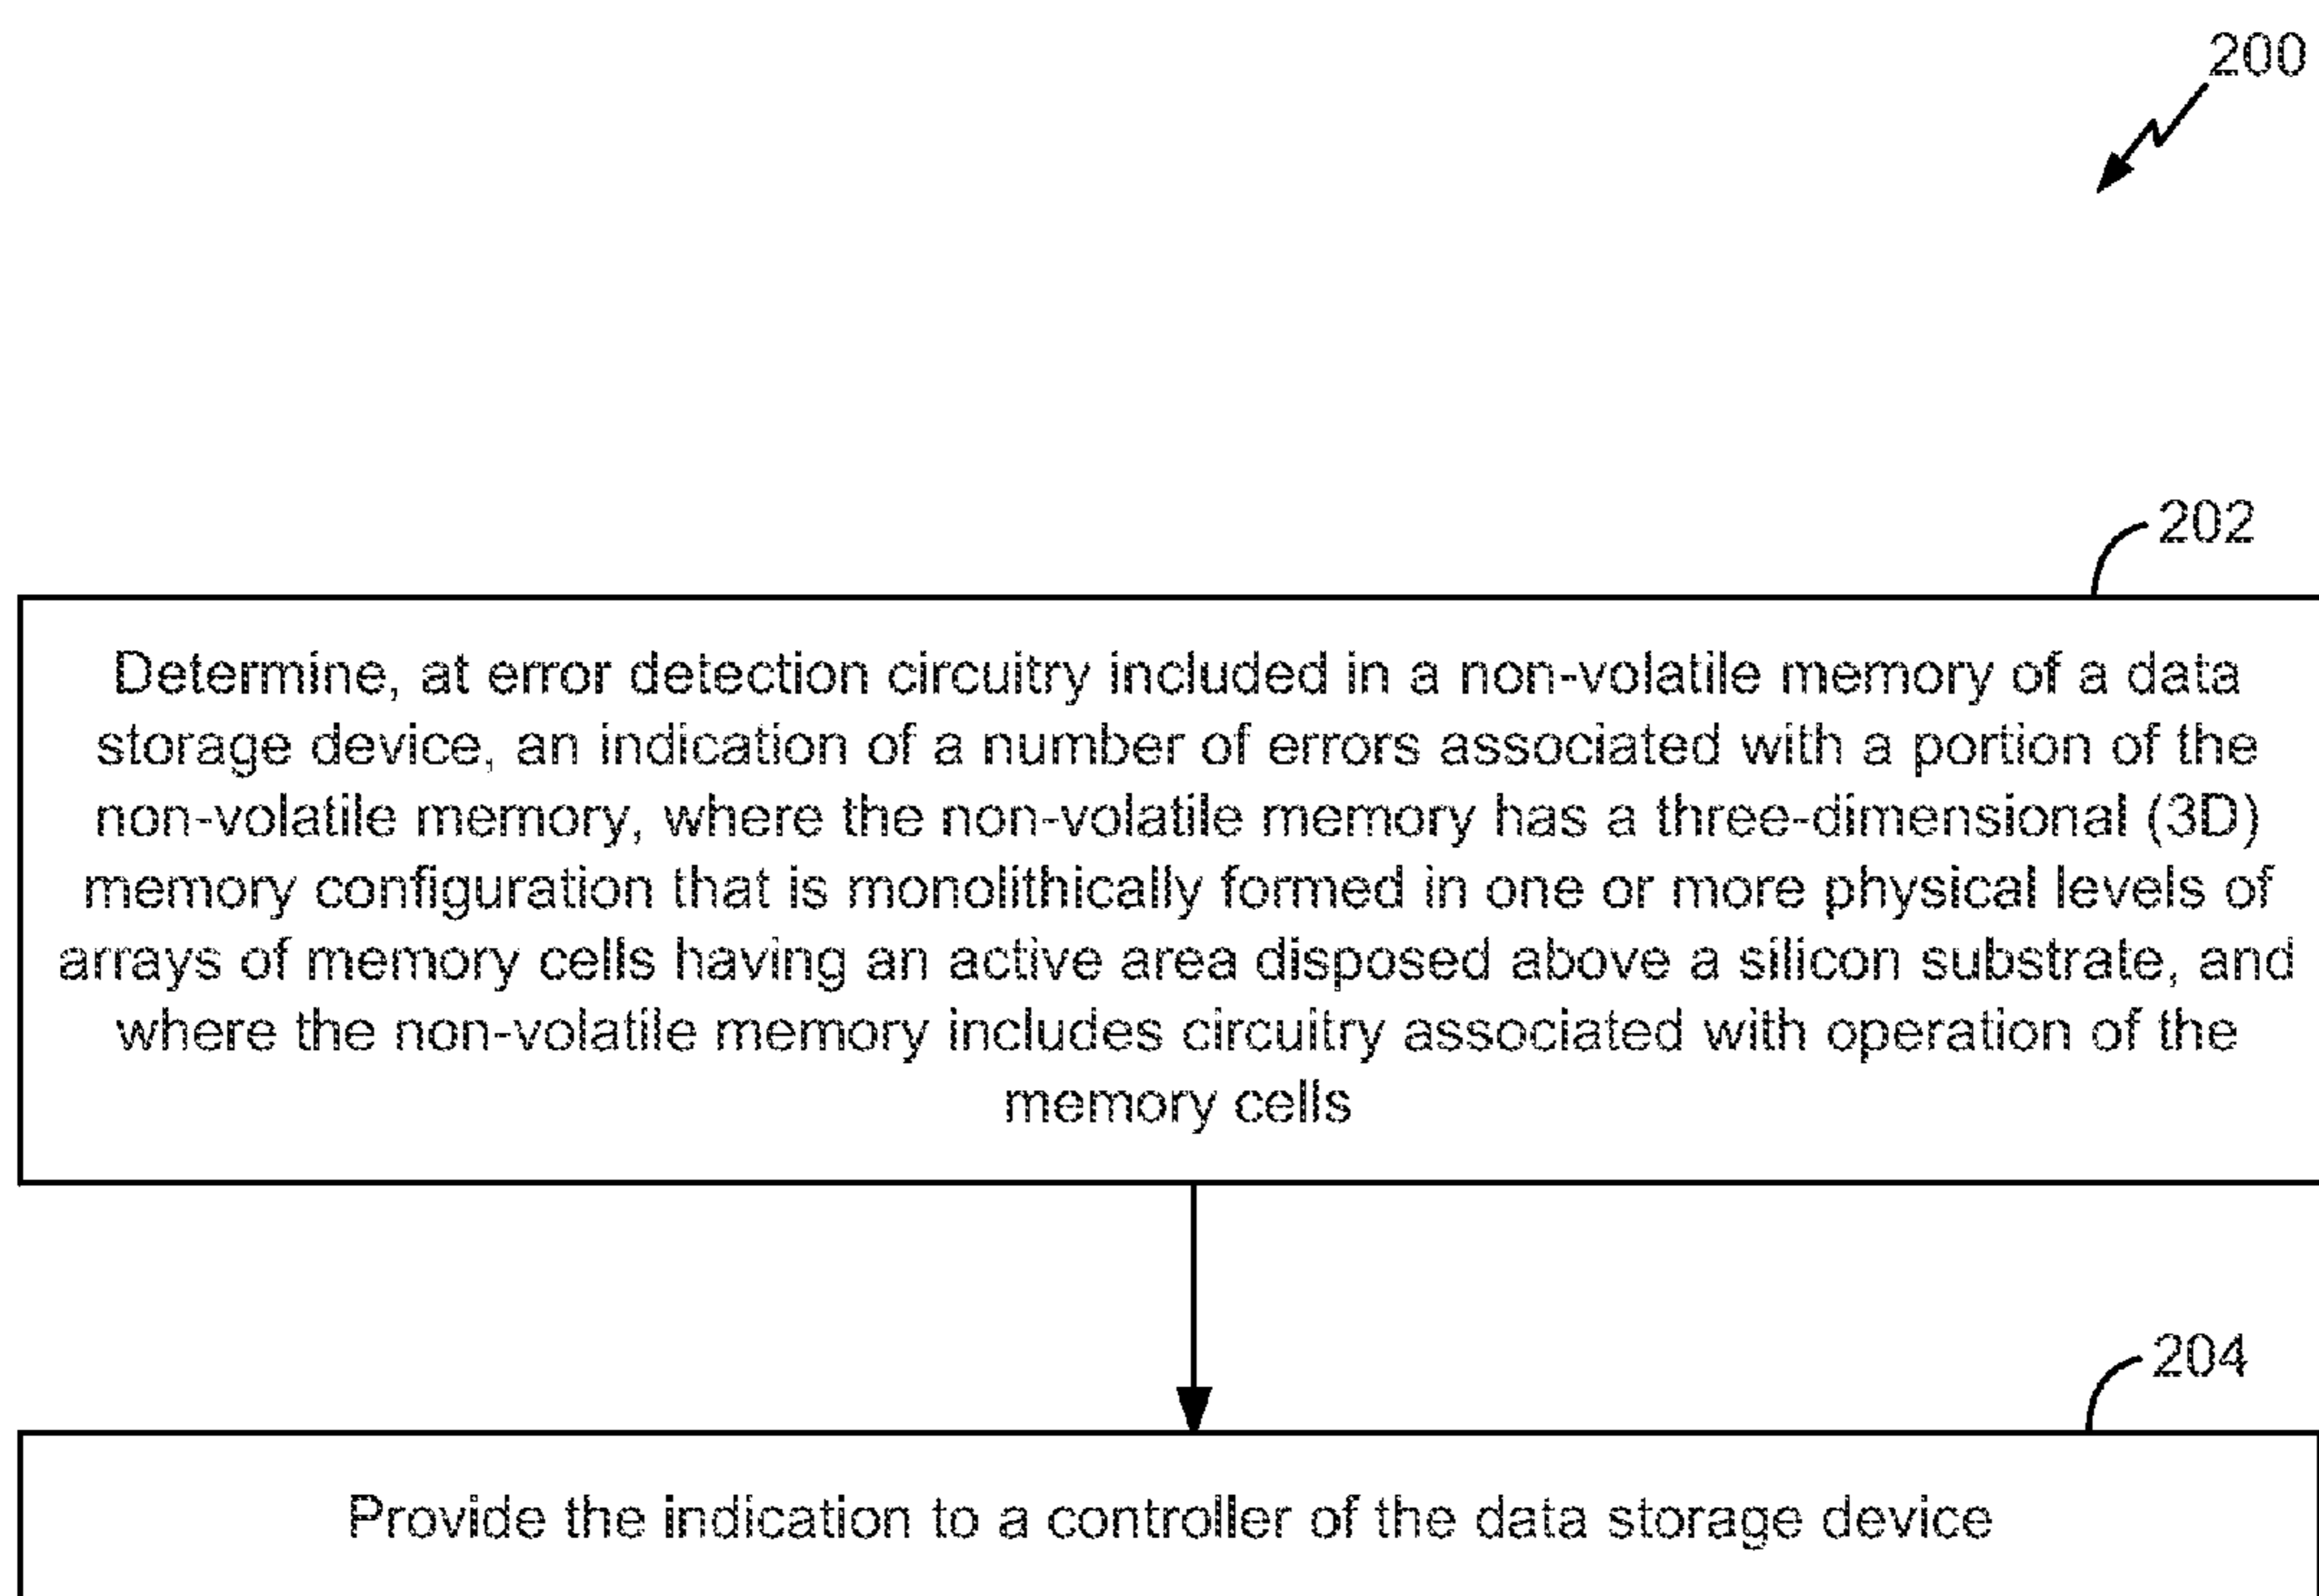 200
202
Determine, at error detection circuitry included in a non-volatile memory of a data
storage device, an indication of a number of errors associated with a portion of the
non-volatile memory, where the non-volatile memory has a three-dimensional (3D)
memory configuration that is monolithically formed in one or more physical levels of
arrays of memory cells having an active area disposed above a silicon substrate, and
where the non-volatile memory includes circuitry associated with operation of the
memory cells
204
Provide the indication to a controller of the data storage device